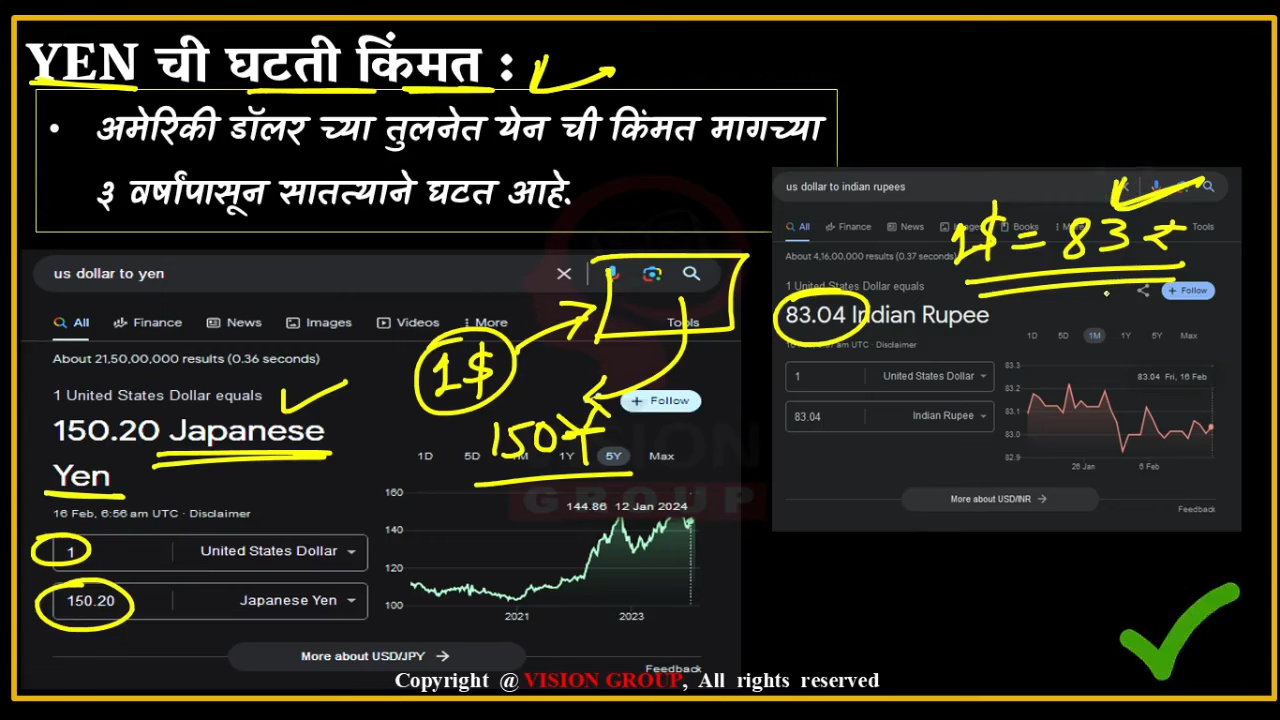 YEN ची घटती किंमत :
• अमेरिकी डॉलर च्या तुलनेत येन ची किंमत मागच्या
३ वर्षांपासून सातत्याने घटत आहे.
us dollar to yen
All Finance News Images Videos More Tools
About 21,50,00,000 results (0.36 seconds)
1 United States Dollar equals
150.20 Japanese
Yen
16 Feb, 6:56 am UTC · Disclaimer
1 United States Dollar
150.20 Japanese Yen
+ Follow
1$
150¥
1D 5D 1M 1Y 5Y Max
160
144.86 12 Jan 2024
140
120
100
2021 2023
More about USD/JPY →
Feedback
us dollar to indian rupees
All Finance News Images Books More Tools
1$ = 83 ₹
About 4,16,00,000 results (0.37 seconds)
1 United States Dollar equals
+ Follow
83.04 Indian Rupee
UTC · Disclaimer
1 United States Dollar
83.04 Indian Rupee
1D 5D 1M 1Y 5Y Max
83.3
83.04 Fri, 16 Feb
83.2
83.1
83.0
82.9
26 Jan 6 Feb
More about USD/INR →
Feedback
VISION
GROUP
Copyright @ VISION GROUP, All rights reserved